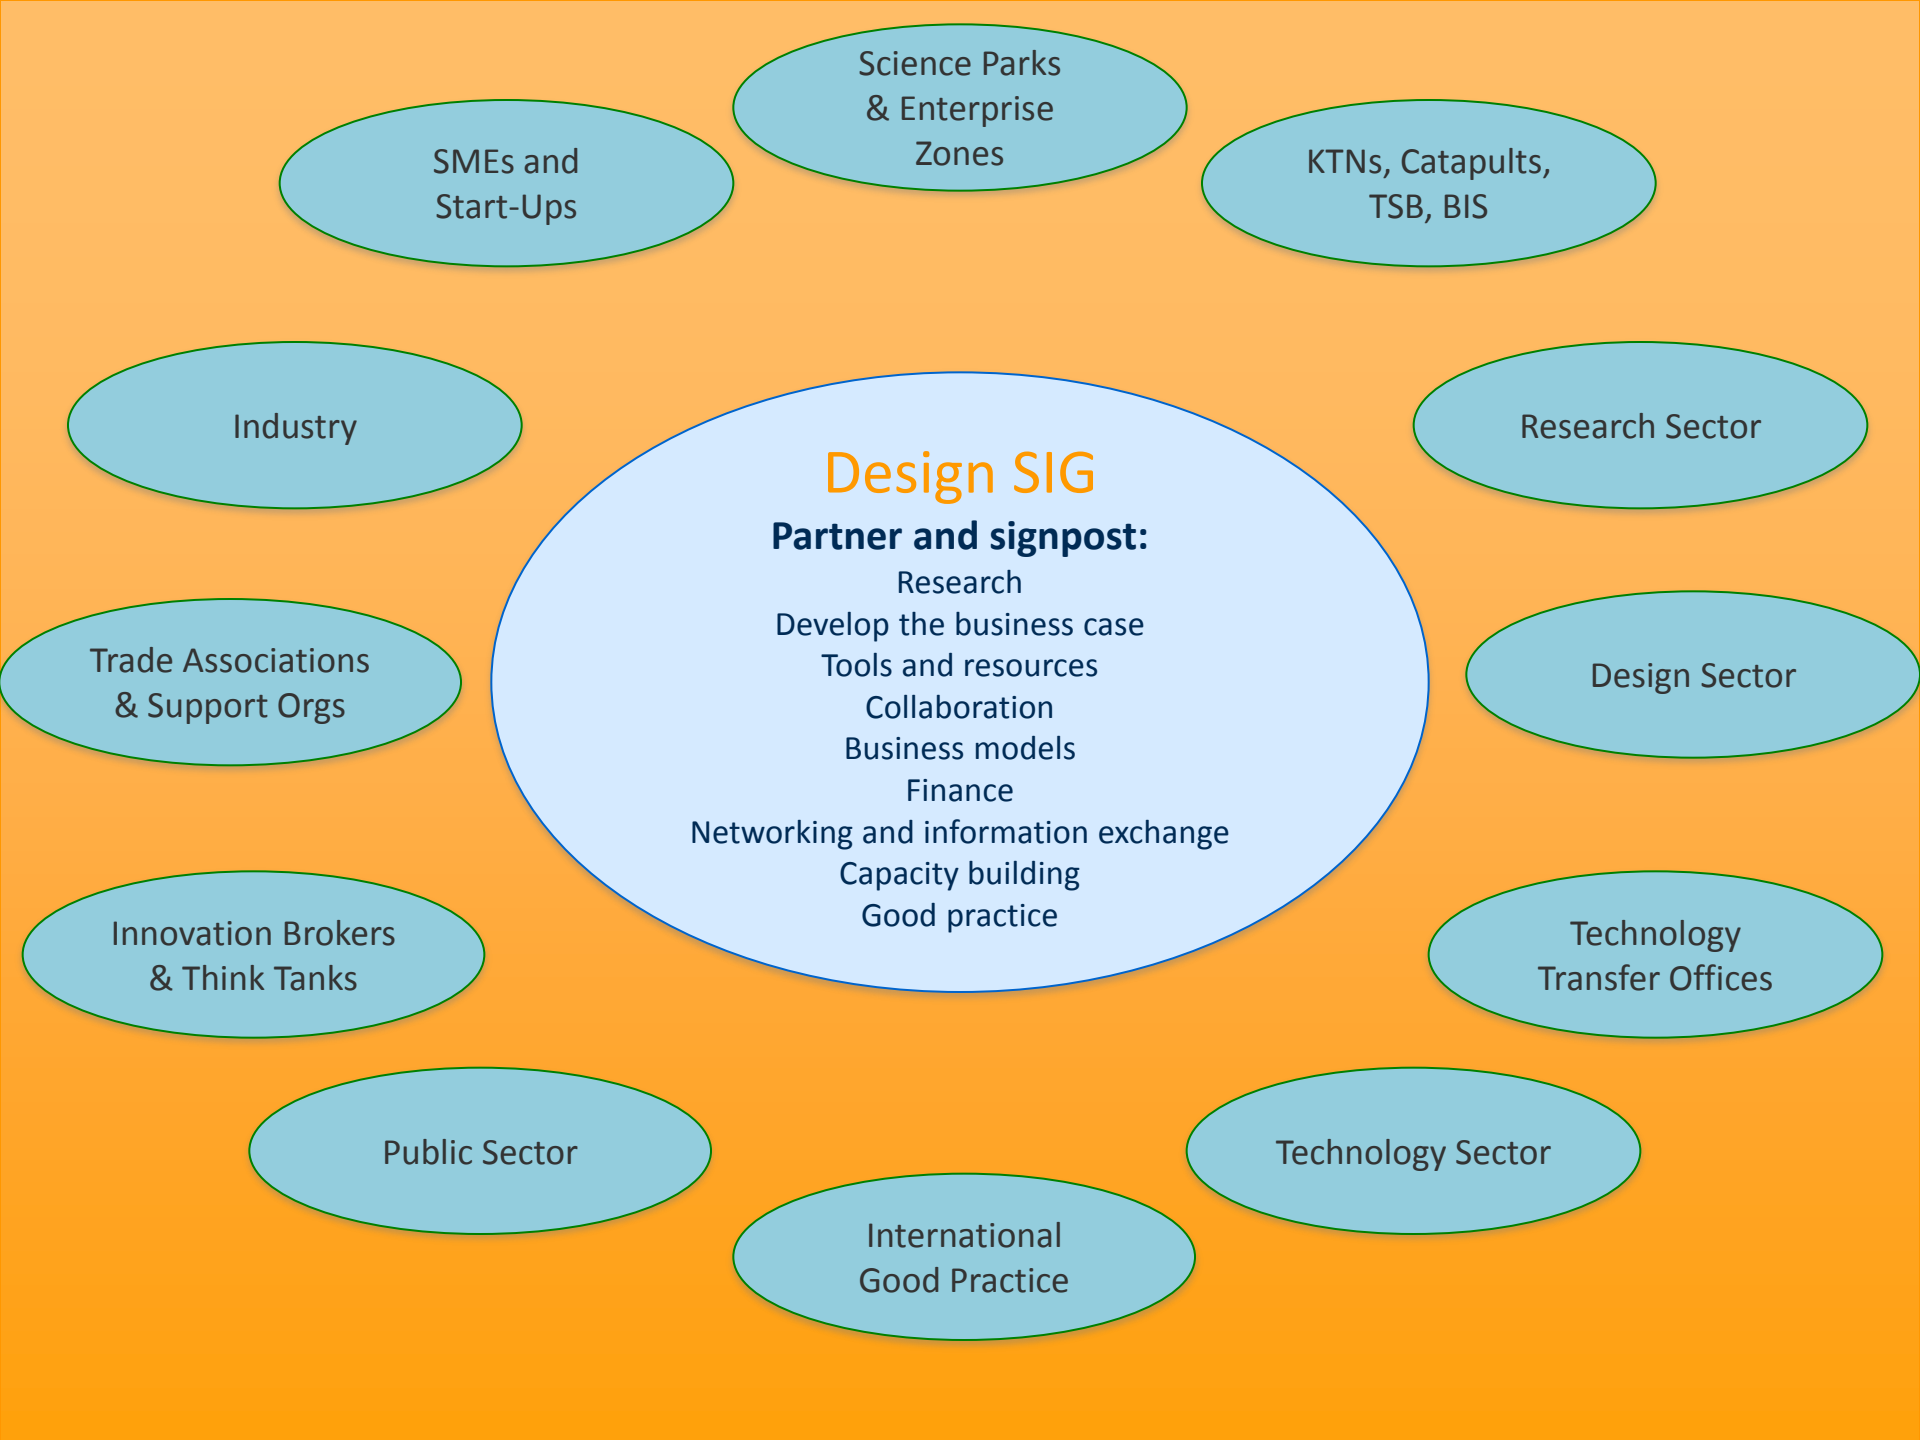 Science Parks
& Enterprise
Zones
SMEs and
Start-Ups
KTNs, Catapults,
TSB, BIS
Industry
Research Sector
Design SIG
Partner and signpost:
Research
Develop the business case
Tools and resources
Collaboration
Business models
Finance
Networking and information exchange
Capacity building
Good practice
Trade Associations
& Support Orgs
Design Sector
Innovation Brokers
& Think Tanks
Technology
Transfer Offices
Public Sector
Technology Sector
International
Good Practice